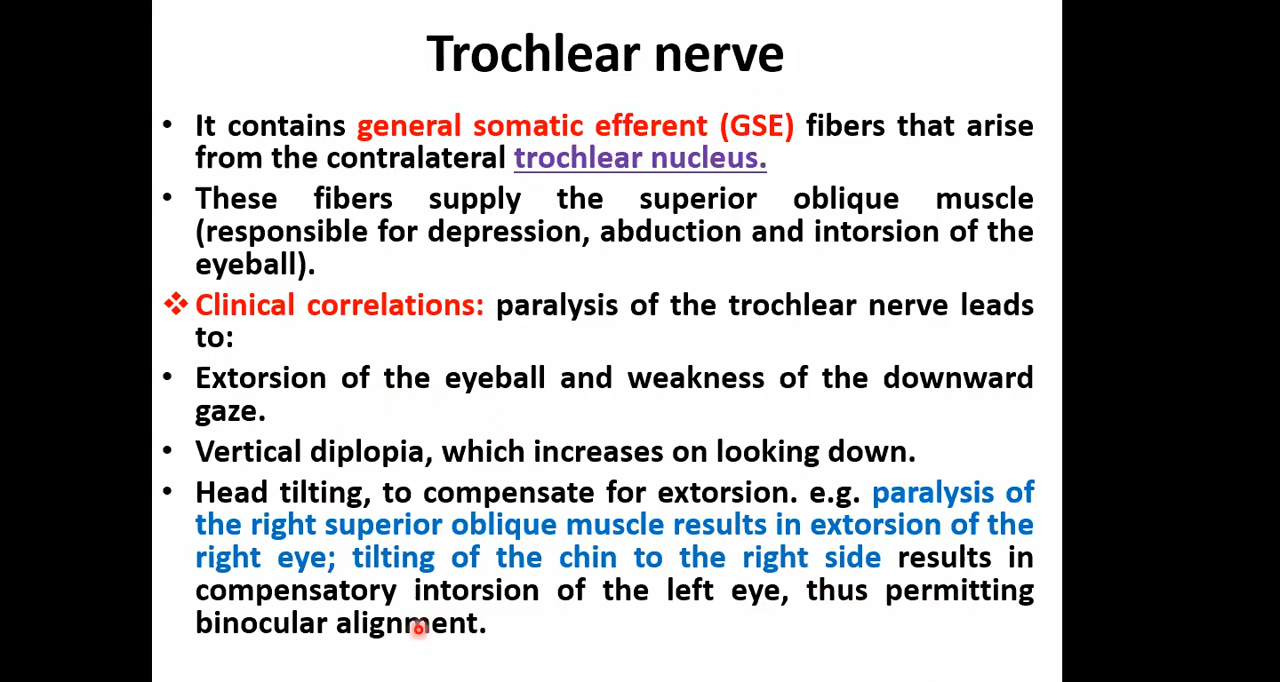 Trochlear nerve
• It contains general somatic efferent (GSE) fibers that arise
from the contralateral trochlear nucleus.
• These fibers supply the superior oblique muscle
(responsible for depression, abduction and intorsion of the
eyeball).
❖ Clinical correlations: paralysis of the trochlear nerve leads
to:
• Extorsion of the eyeball and weakness of the downward
gaze.
• Vertical diplopia, which increases on looking down.
• Head tilting, to compensate for extorsion. e.g. paralysis of
the right superior oblique muscle results in extorsion of the
right eye; tilting of the chin to the right side results in
compensatory intorsion of the left eye, thus permitting
binocular alignment.